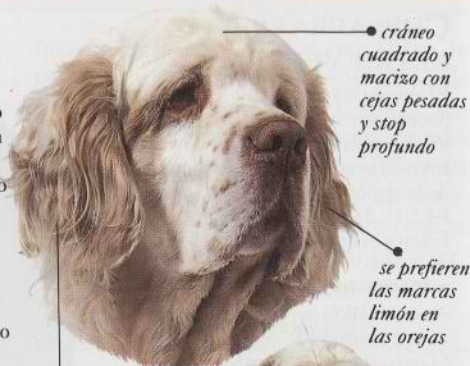 cráneo
cuadrado y
macizo con
cejas pesadas
y stop
profundo
se prefieren
las marcas
limón en
las orejas